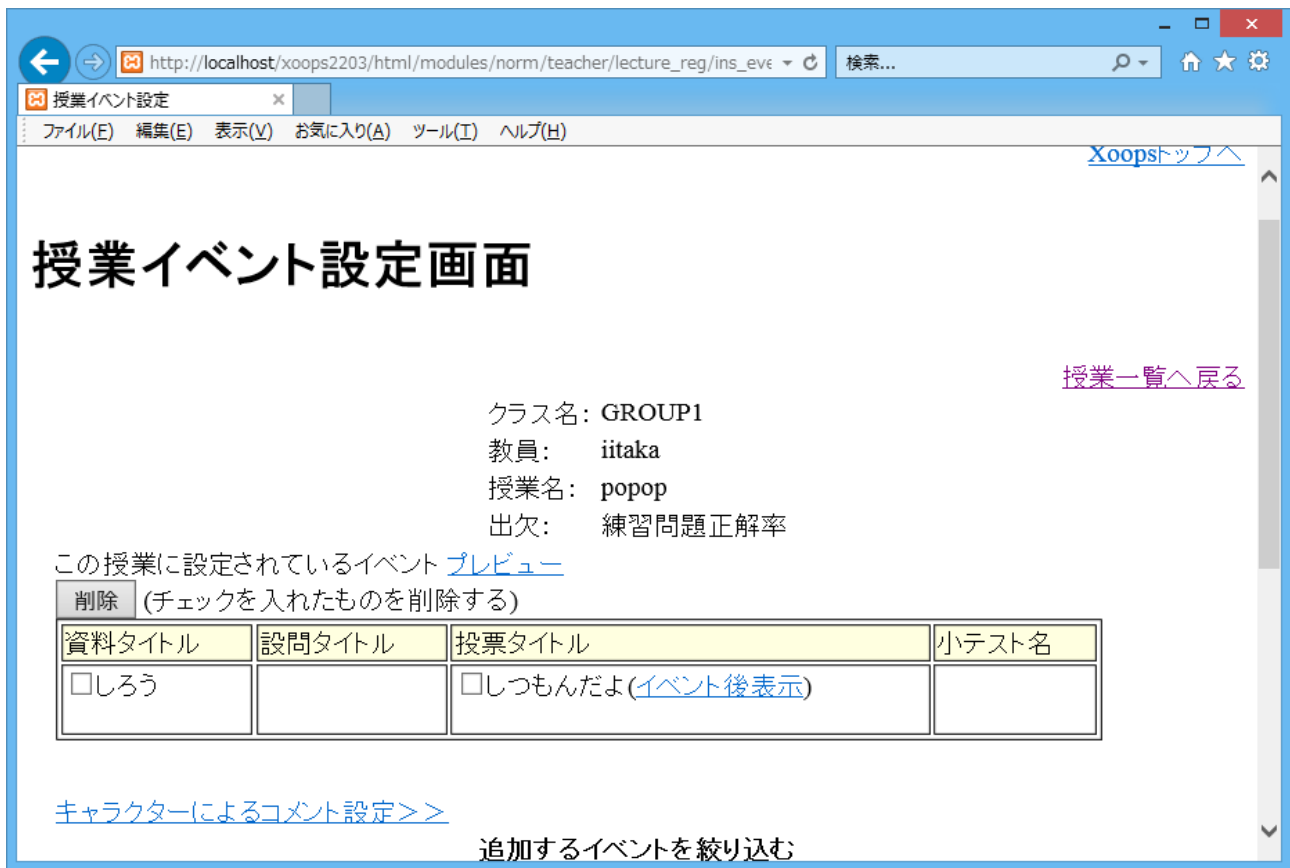 http://localhost/xoops2203/html/modules/norm/teacher/lecture_reg/ins_eve
検索...
授業イベント設定
ファイル(F) 編集(E) 表示(V) お気に入り(A) ツール(T) ヘルプ(H)
Xoopsトップへ
授業イベント設定画面
授業一覧へ戻る
クラス名: GROUP1
教員: iitaka
授業名: popop
出欠: 練習問題正解率
この授業に設定されているイベント プレビュー
削除 (チェックを入れたものを削除する)
資料タイトル 設問タイトル 投票タイトル 小テスト名
しろう しつもんだよ(イベント後表示)
キャラクターによるコメント設定>>
追加するイベントを絞り込む